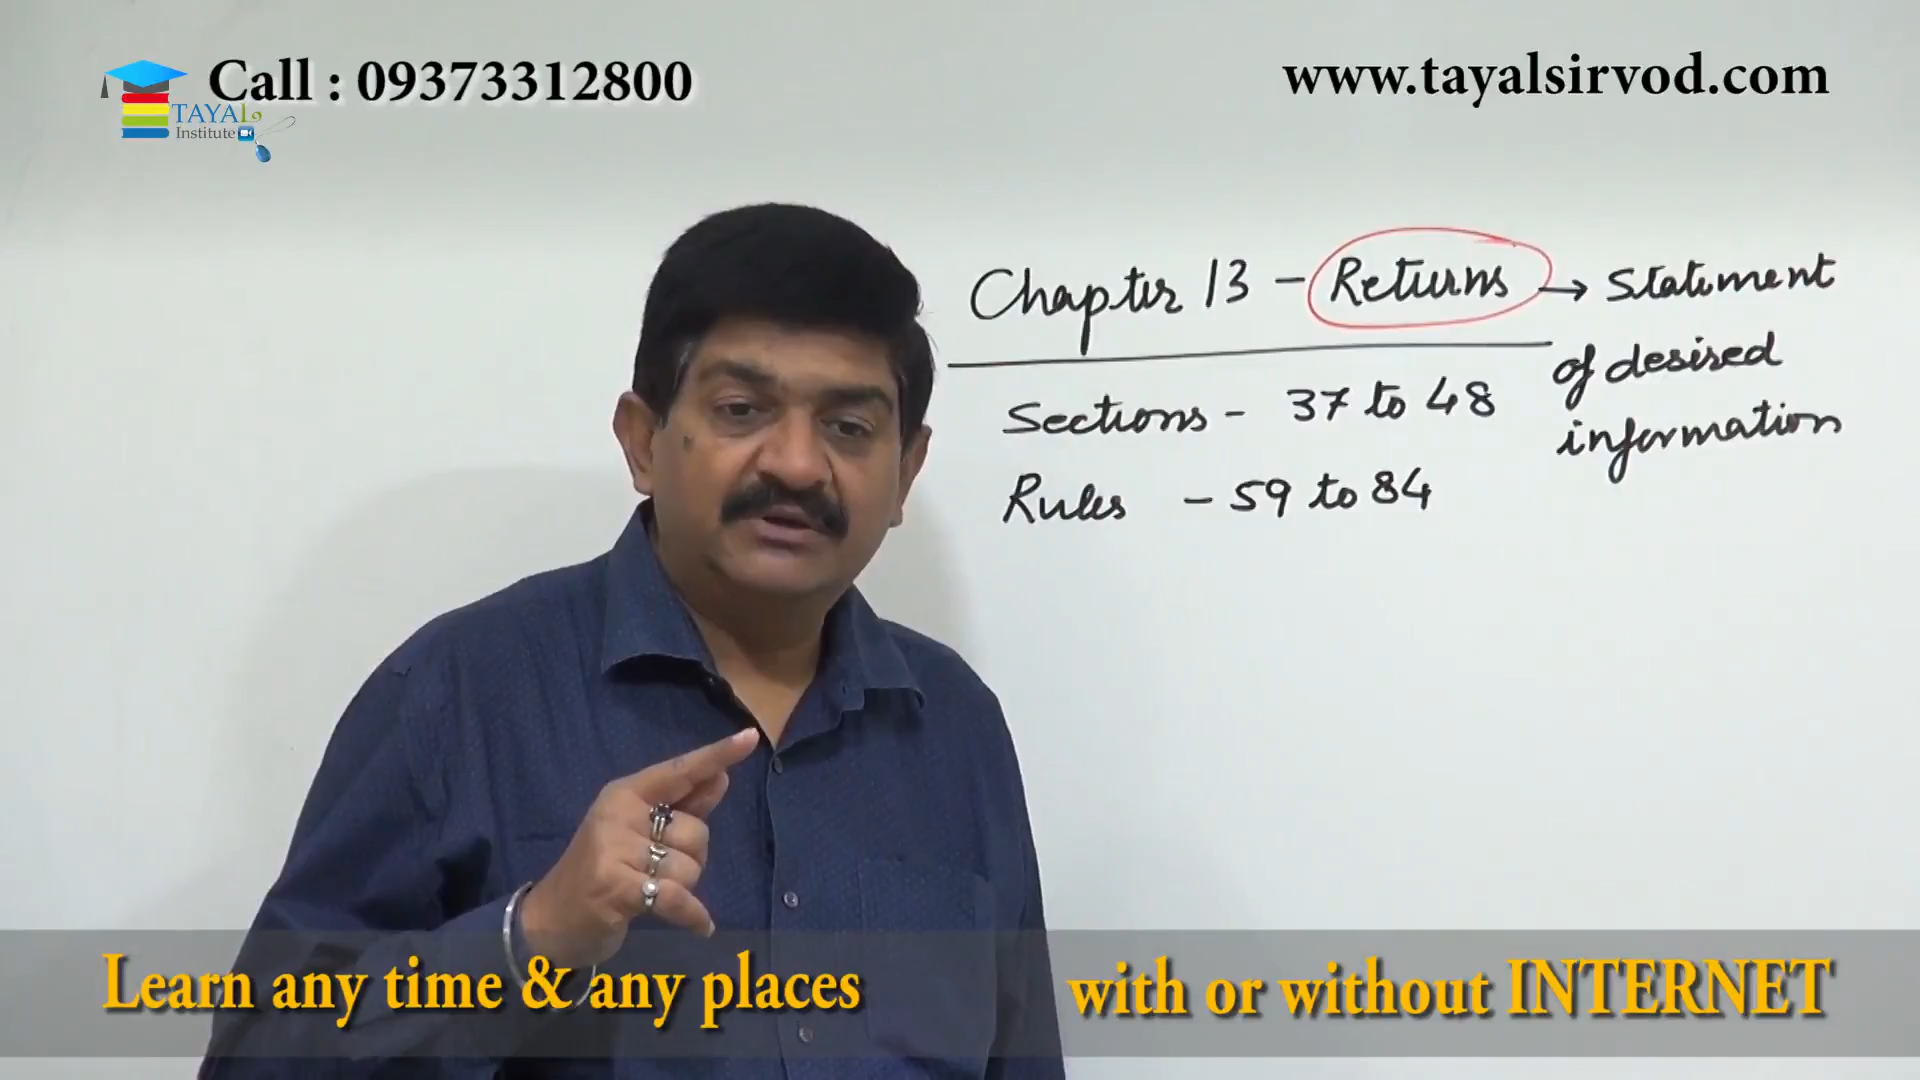 Call : 09373312800
www.tayalsirvod.com
TAYAL
Institute
Chapter 13 - Returns → Statement
of desired
information
Sections - 37 to 48
Rules - 59 to 84
Learn any time & any places
with or without INTERNET